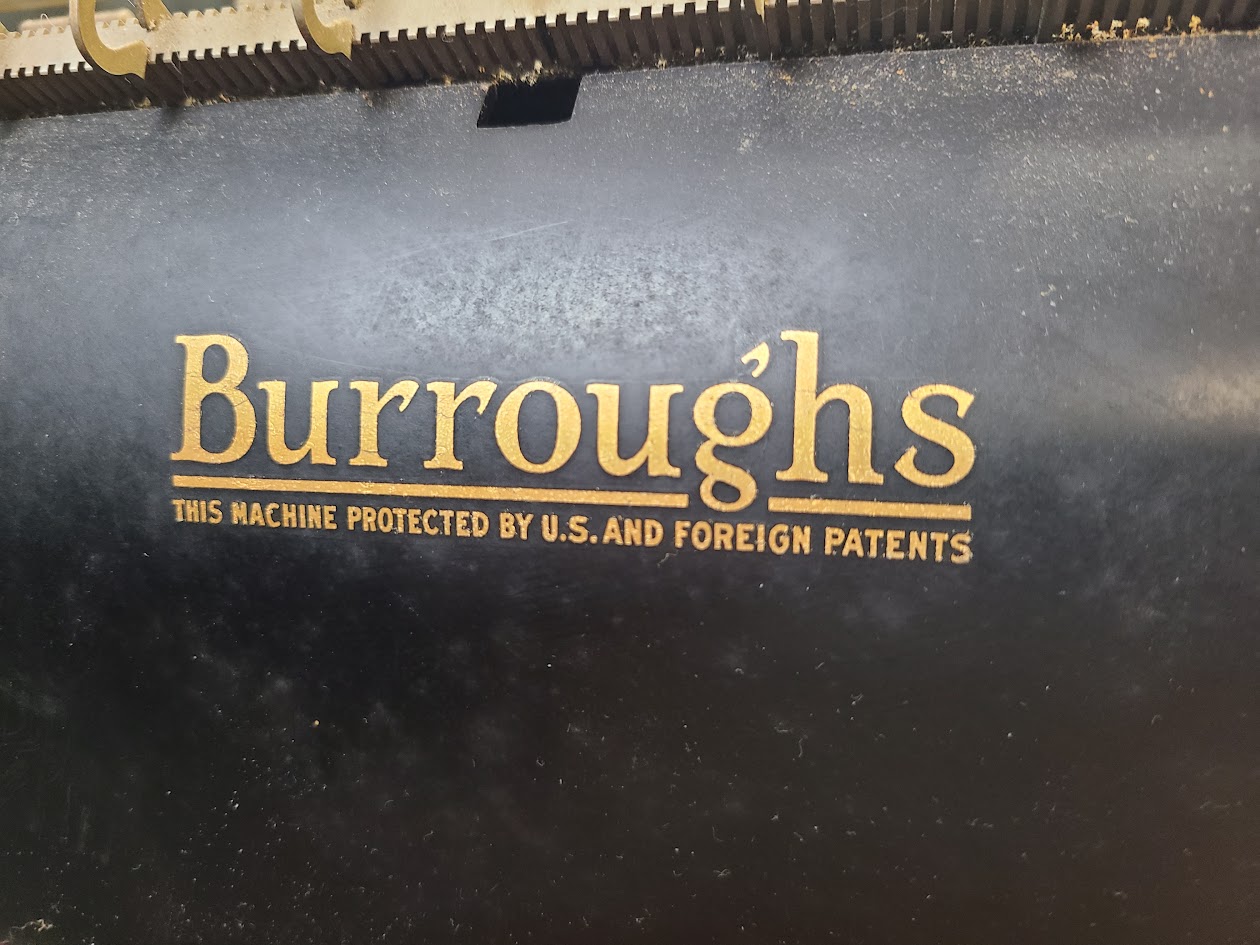 Burroughs
THIS MACHINE PROTECTED BY U.S. AND FOREIGN PATENTS